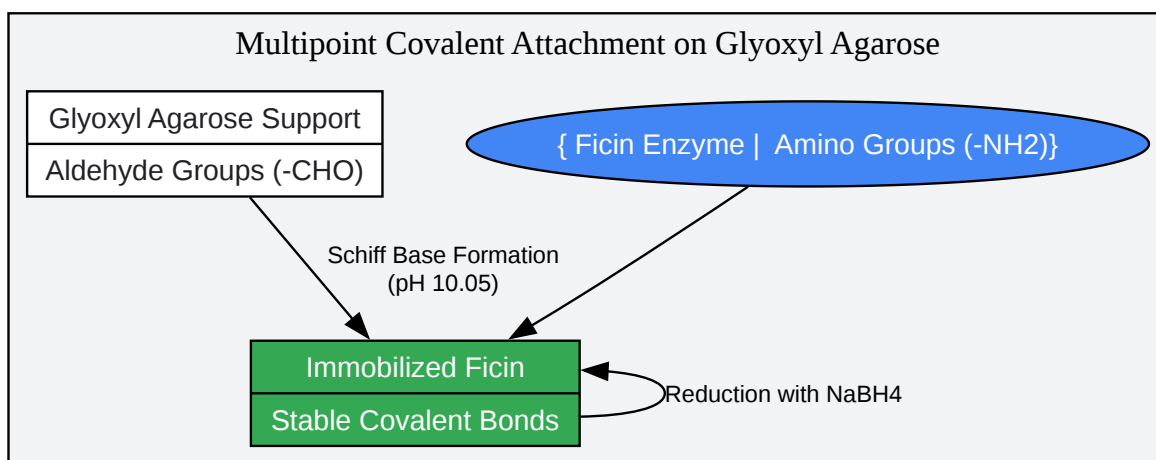 Multipoint Covalent Attachment on Glyoxyl Agarose
Glyoxyl Agarose Support
Aldehyde Groups (-CHO)
{ Ficin Enzyme |  Amino Groups (-NH2)}
Schiff Base Formation
(pH 10.05)
Immobilized Ficin
Stable Covalent Bonds
Reduction with NaBH4